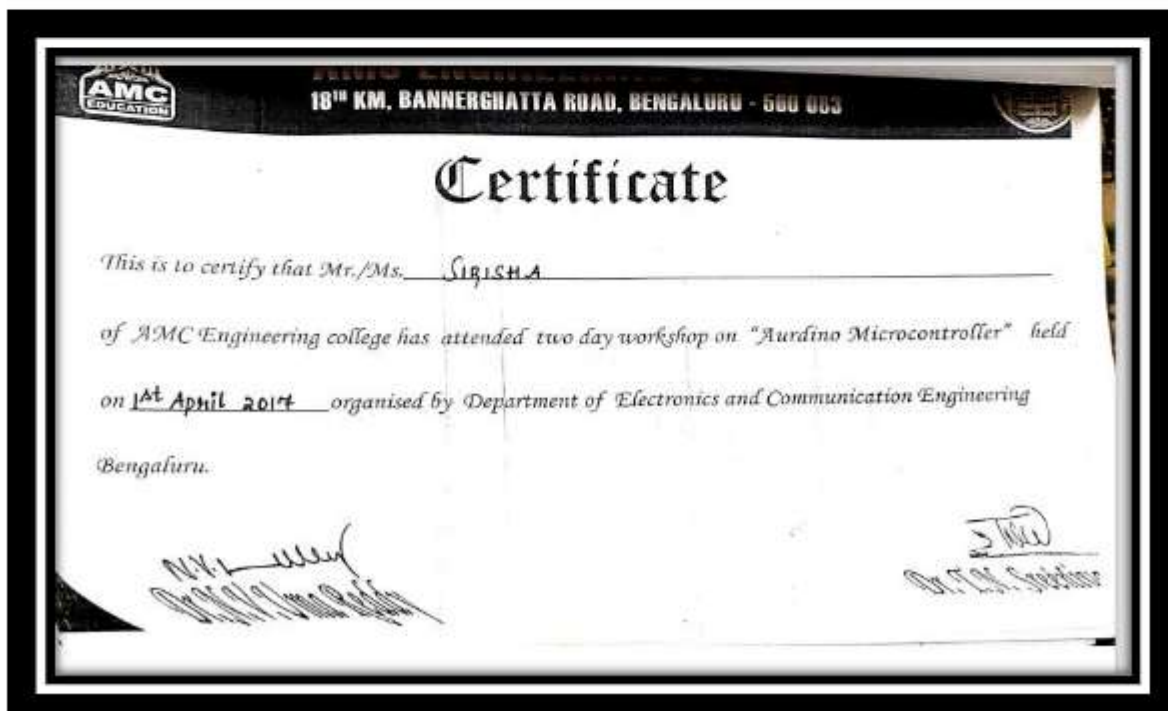 AMC
EDUCATION
18TH KM, BANNERGHATTA ROAD, BENGALURU - 560 083
Certificate
This is to certify that Mr./Ms. SIRISHA
of AMC Engineering college has attended two day workshop on "Aurdino Microcontroller" held
on 1st April 2017 organised by Department of Electronics and Communication Engineering
Bengaluru.